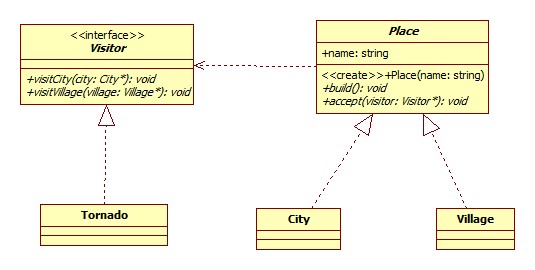 <<interface>>
Visitor
+visitCity(city: City*): void
+visitVillage(village: Village*): void
Place
+name: string
<<create>>+Place(name: string)
+build(): void
+accept(visitor: Visitor*): void
Tornado
City
Village